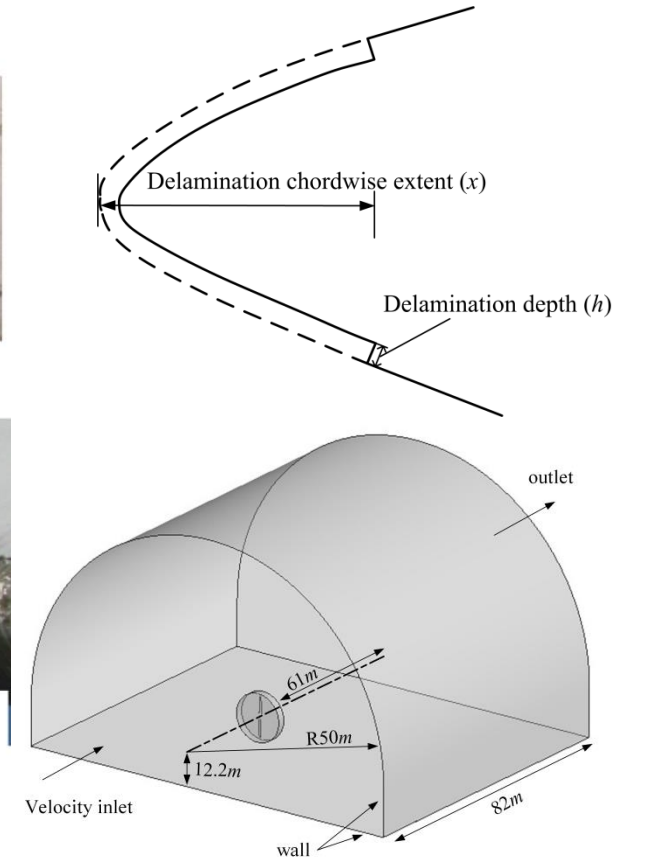 Delamination chordwise extent (x)
Delamination depth (h)
outlet
61m
R50m
12.2m
Velocity inlet
82m
wall